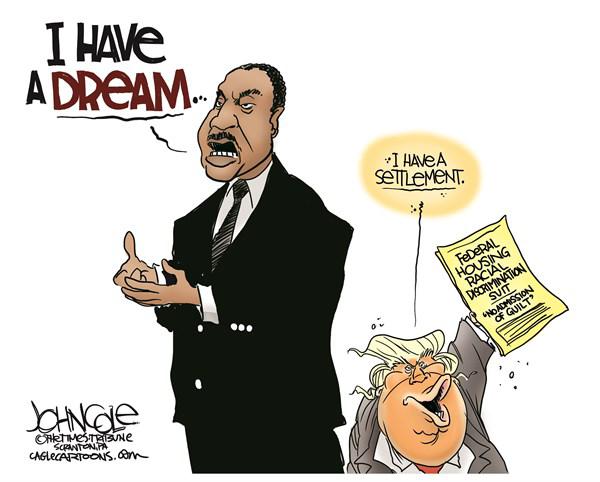 I HAVE
A DREAM...
I HAVE A
SETTLEMENT.
FEDERAL
HOUSING
RACIAL
DISCRIMINATION
SUIT
"NO ADMISSION
OF GUILT"
JOHN COLE
©THE TIMES-TRIBUNE
SCRANTON, PA
CAGLECARTOONS.COM